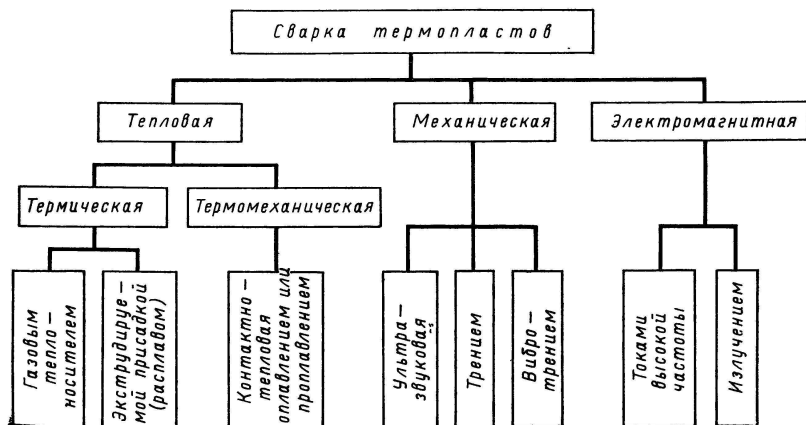 Сварка термопластов
Тепловая
Механическая
Электромагнитная
Термическая
Термомеханическая
Газовым
тепло-
носителем
Экструдируе-
мой присадкой
(расплавом)
Контактно-
тепловая
оплавлением или
проплавлением
Ультра-
звуковая
Трением
Вибро-
трением
Токами
высокой
частоты
Излучением